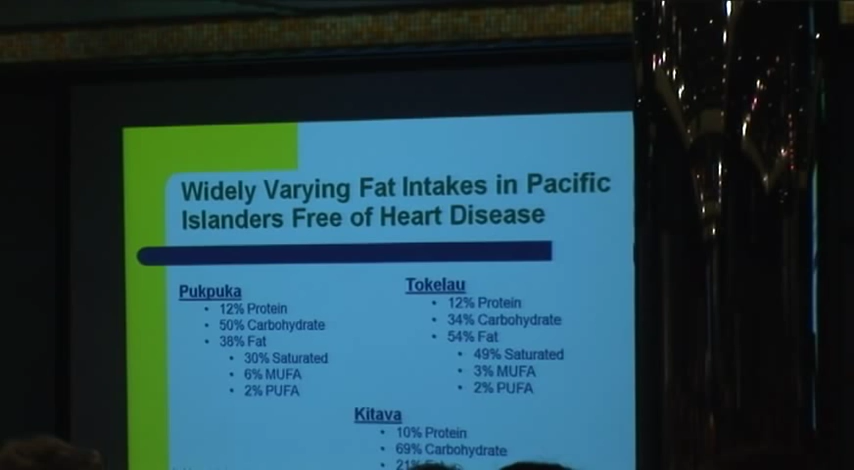 Widely Varying Fat Intakes in Pacific
Islanders Free of Heart Disease
Pukpuka
• 12% Protein
• 50% Carbohydrate
• 38% Fat
• 30% Saturated
• 6% MUFA
• 2% PUFA
Tokelau
• 12% Protein
• 34% Carbohydrate
• 54% Fat
• 49% Saturated
• 3% MUFA
• 2% PUFA
Kitava
• 10% Protein
• 69% Carbohydrate
• 21%